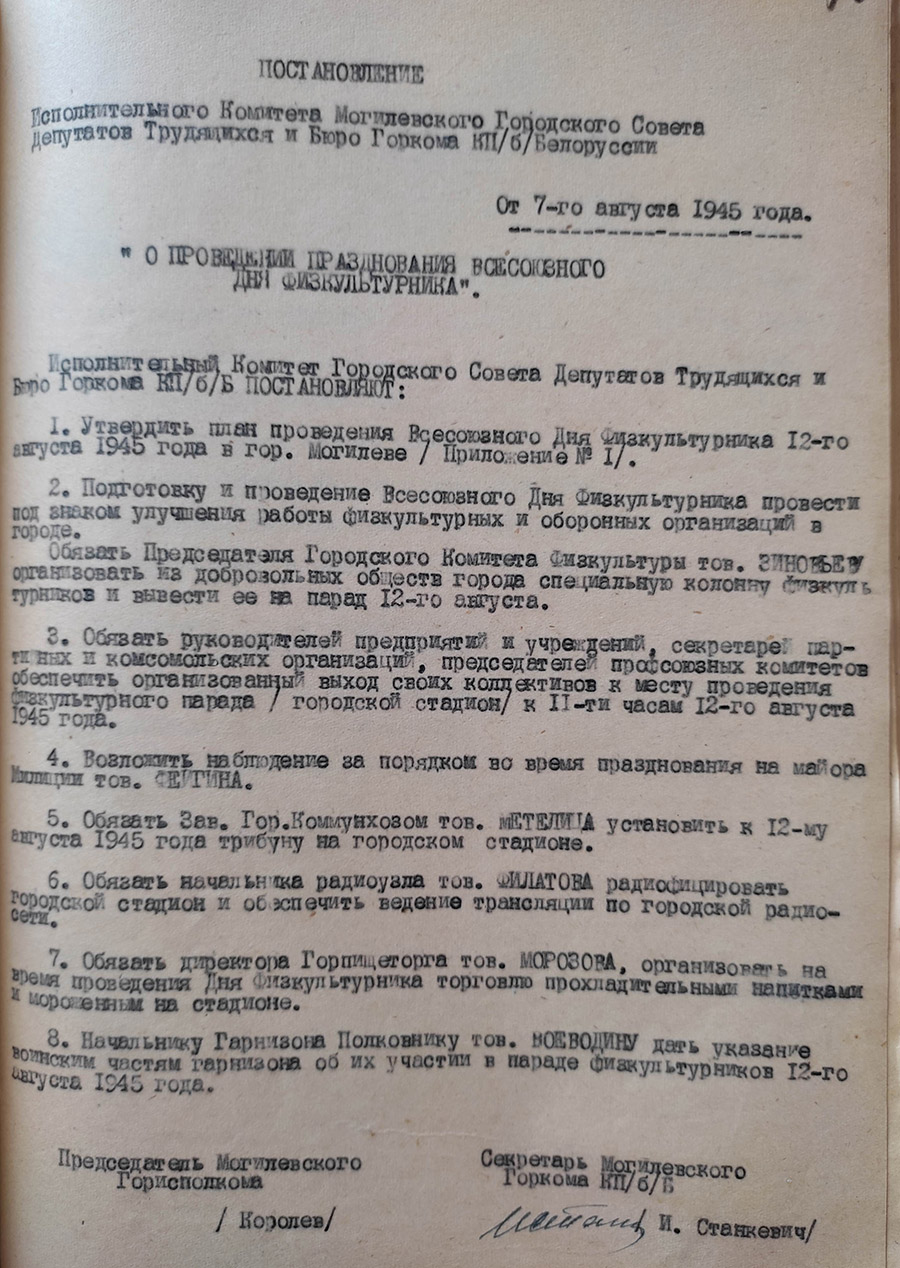 ПОСТАНОВЛЕНИЕ
Исполнительного Комитета Могилевского Городского Совета
Депутатов Трудящихся и Бюро Горкома КП/б/Белоруссии
От 7-го августа 1945 года.
" О ПРОВЕДЕНИИ ПРАЗДНОВАНИЯ ВСЕСОЮЗНОГО
ДНЯ ФИЗКУЛЬТУРНИКА".
Исполнительный Комитет Городского Совета Депутатов Трудящихся и
Бюро Горкома КП/б/Б ПОСТАНОВЛЯЮТ:
1. Утвердить план проведения Всесоюзного Дня Физкультурника 12-го
августа 1945 года в гор. Могилеве / Приложение № 1/.
2. Подготовку и проведение Всесоюзного Дня Физкультурника провести
под знаком улучшения работы физкультурных и оборонных организаций в
городе.
Обязать Председателя Городского Комитета Физкультуры тов. ЗИНОВЬЕВУ
организовать из добровольных обществ города специальную колонну физкуль
турников и вывести ее на парад 12-го августа.
3. Обязать руководителей предприятий и учреждений, секретарей пар-
тийных и комсомольских организаций, председателей профсоюзных комитетов
обеспечить организованный выход своих коллективов к месту проведения
физкультурного парада / городской стадион/ к 11-ти часам 12-го августа
1945 года.
4. Возложить наблюдение за порядком во время празднования на майора
Милиции тов.
5. Обязать Зав. Гор.Коммунхозом тов. МЕТЕЛИЦА установить к 12-му
августа 1945 года трибуну на городском стадионе.
6. Обязать начальника радиоузла тов. ФИЛАТОВА радиофицировать
городской стадион и обеспечить ведение трансляции по городской радио-
сети.
7. Обязать директора Горпищеторга тов. МОРОЗОВА, организовать на
время проведения Дня Физкультурника торговлю прохладительными напитками
и мороженным на стадионе.
8. Начальнику Гарнизона Полковнику тов. ВОЕВОДИНУ дать указание
воинским частям гарнизона об их участии в параде физкультурников 12-го
августа 1945 года.
Председатель Могилевского
Горисполкома
/ Королев/
Секретарь Могилевского
Горкома КП/б/Б
И. Станкевич/